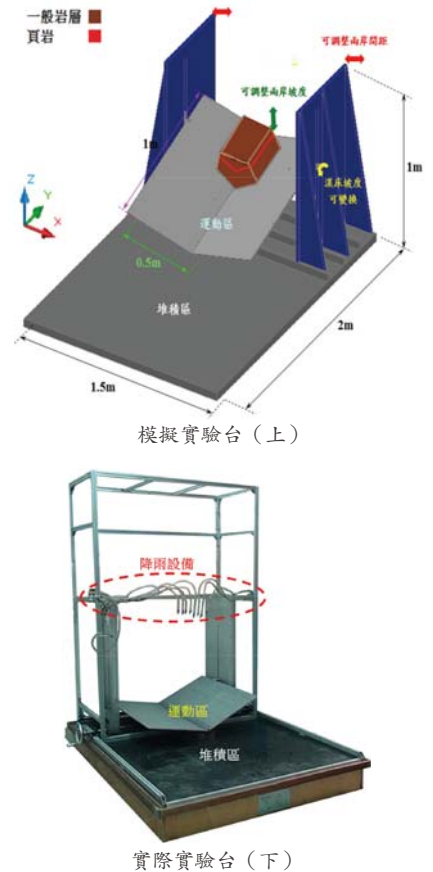 一般岩層
頁岩
可調整兩岸間距
可調整兩岸坡度
1m
1m
溪床坡度
可變換
Z
Y
X
運動區
0.5m
堆積區
2m
1.5m
模擬實驗台（上）
降雨設備
運動區
堆積區
實際實驗台（下）